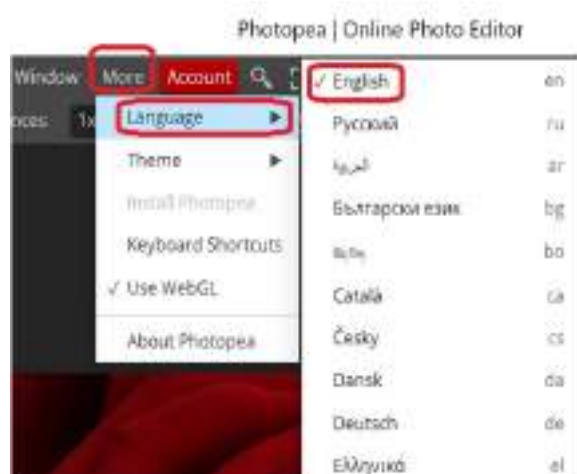 Photopea | Online Photo Editor
Window More Account
Language
Theme
Install Photopea
Keyboard Shortcuts
✓ Use WebGL
About Photopea
✓ English en
Русский ru
العربية ar
Български език bg
bo
Català ca
Česky cs
Dansk da
Deutsch de
Ελληνικά el